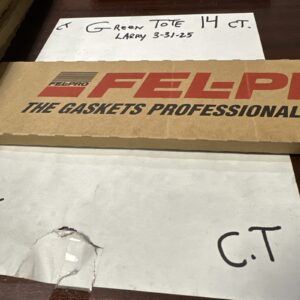 Green Tote 14 CT.
LARRY 3-31-25
FEL-PRO
FEL-P
THE GASKETS PROFESSIONAL
C.T